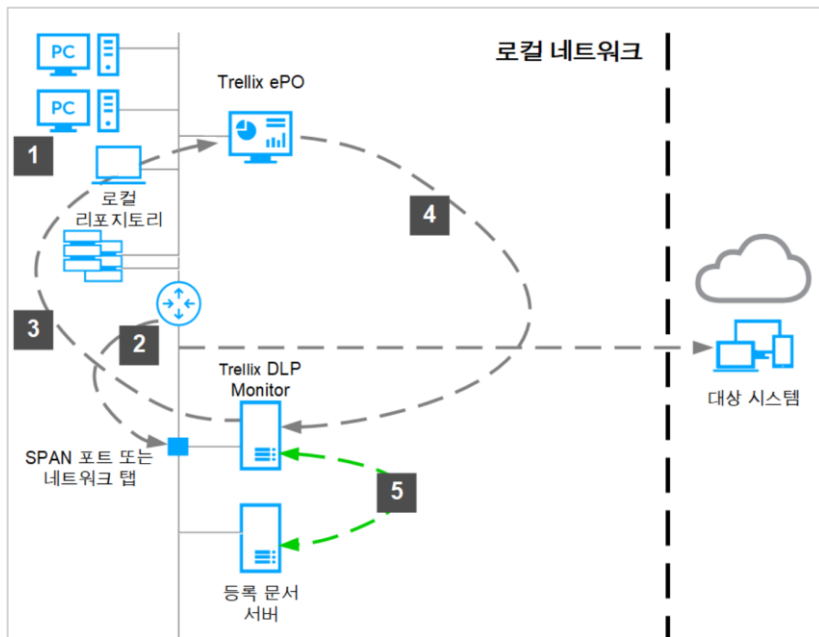 PC
로컬 네트워크
Trellix ePO
PC
1
로컬
리포지토리
4
3
2
Trellix DLP
Monitor
대상 시스템
SPAN 포트 또는
네트워크 탭
5
등록 문서
서버